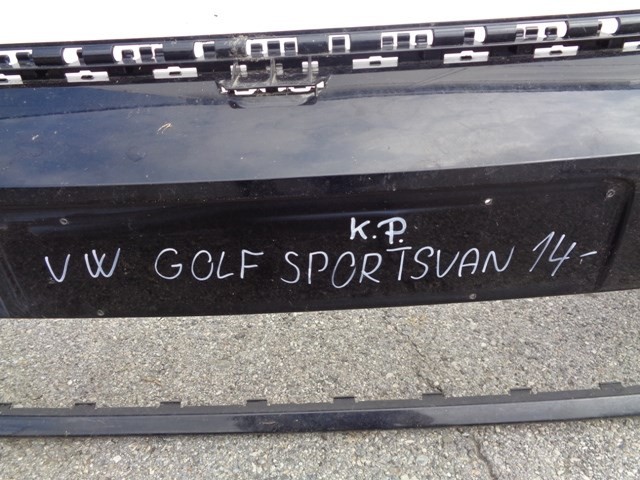 K.P.
VW GOLF SPORTSVAN 14-